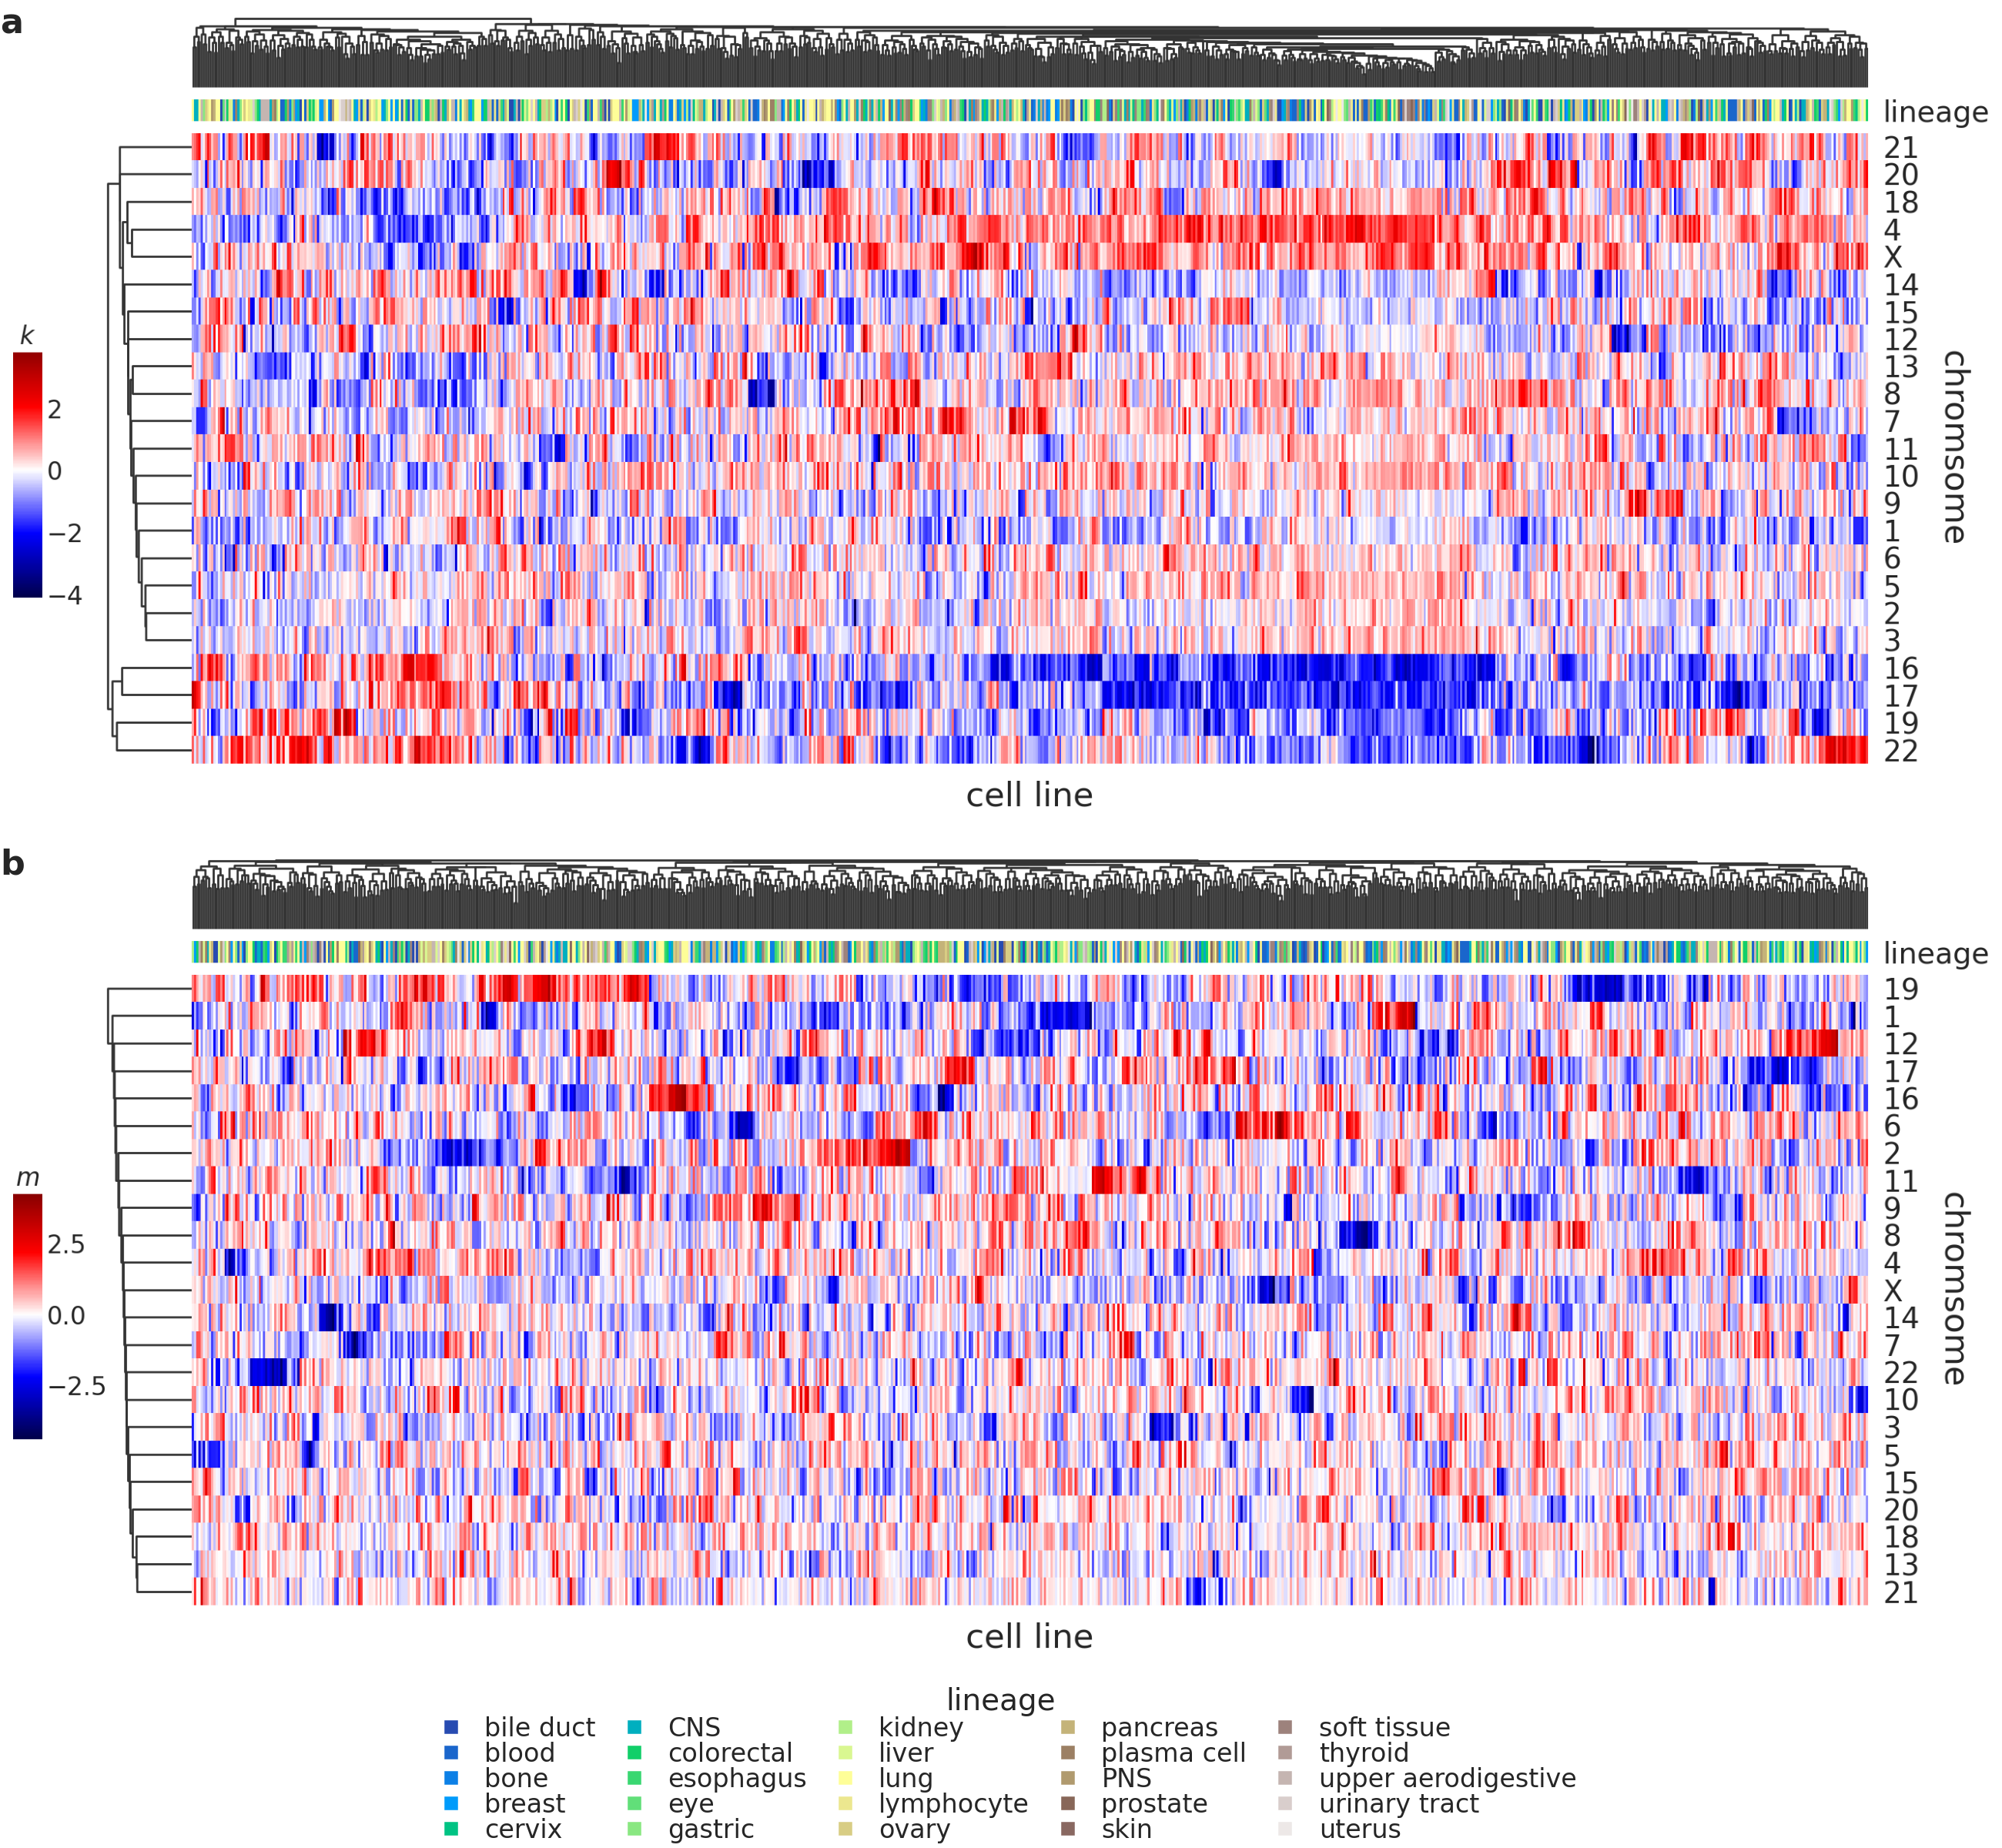 a
lineage
21
20
18
4
X
14
15
12
13
8
7
11
10
9
1
6
5
2
3
16
17
19
22
k
2
0
−2
−4
chromsome
cell line
b
lineage
19
1
12
17
16
6
2
11
9
8
4
X
14
7
22
10
3
5
15
20
18
13
21
m
2.5
0.0
−2.5
chromsome
cell line
lineage
bile duct CNS kidney pancreas soft tissue
blood colorectal liver plasma cell thyroid
bone esophagus lung PNS upper aerodigestive
breast eye lymphocyte prostate urinary tract
cervix gastric ovary skin uterus